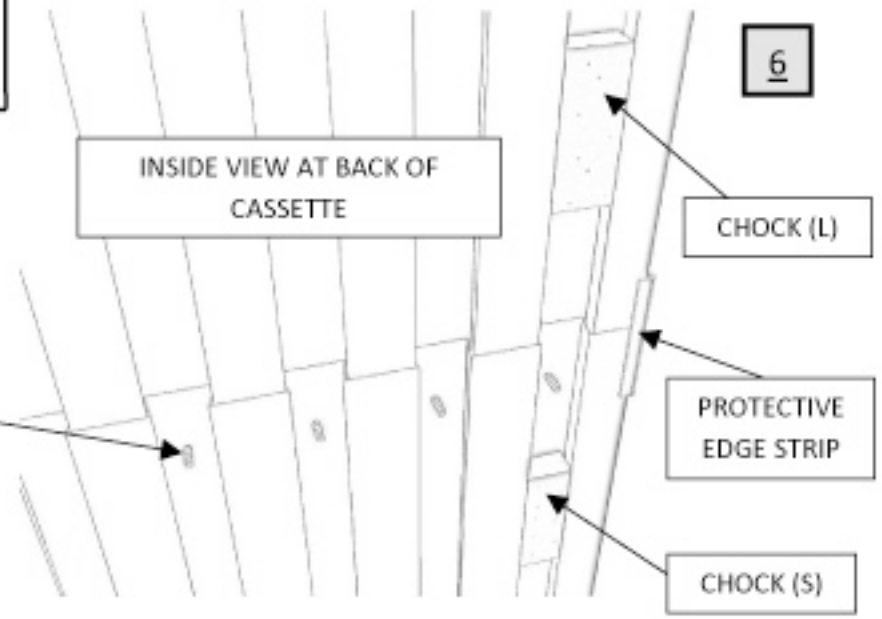 6
INSIDE VIEW AT BACK OF
CASSETTE
CHOCK (L)
PROTECTIVE
EDGE STRIP
CHOCK (S)